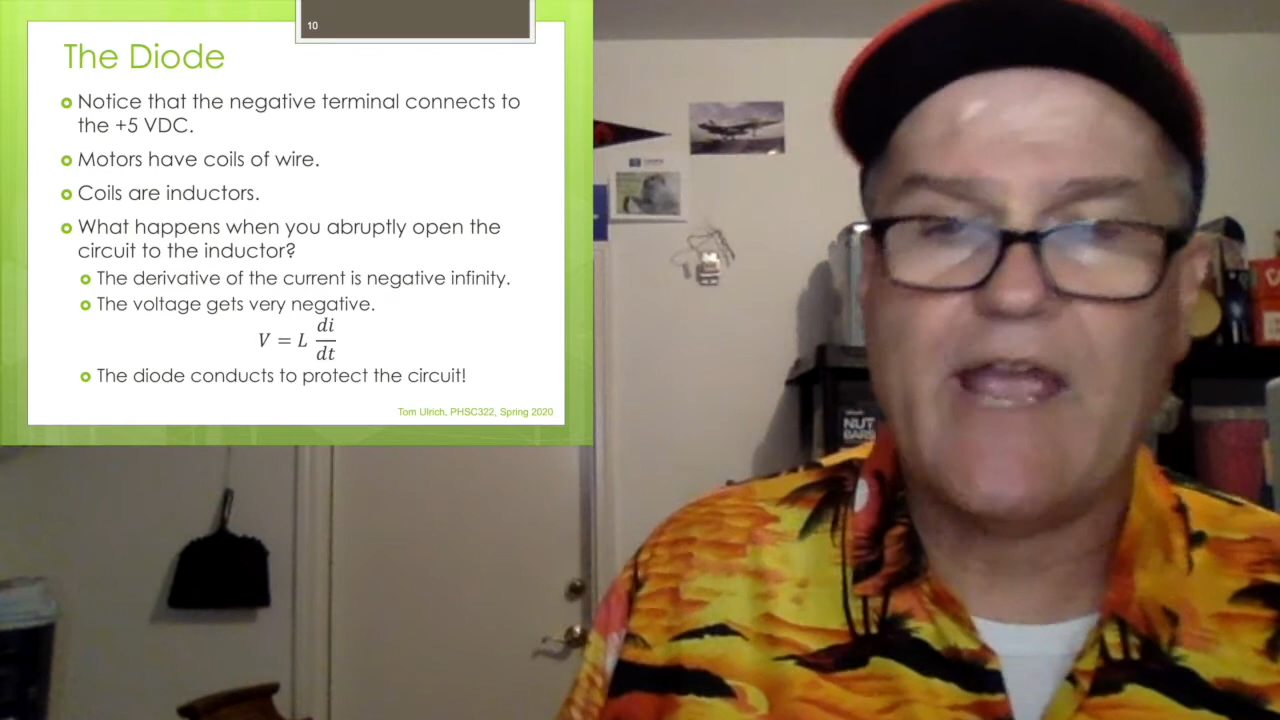 10
The Diode
Notice that the negative terminal connects to
the +5 VDC.
Motors have coils of wire.
Coils are inductors.
What happens when you abruptly open the
circuit to the inductor?
The derivative of the current is negative infinity.
The voltage gets very negative.
V = L di/dt
The diode conducts to protect the circuit!
Tom Ulrich, PHSC322, Spring 2020
NUT
BARS